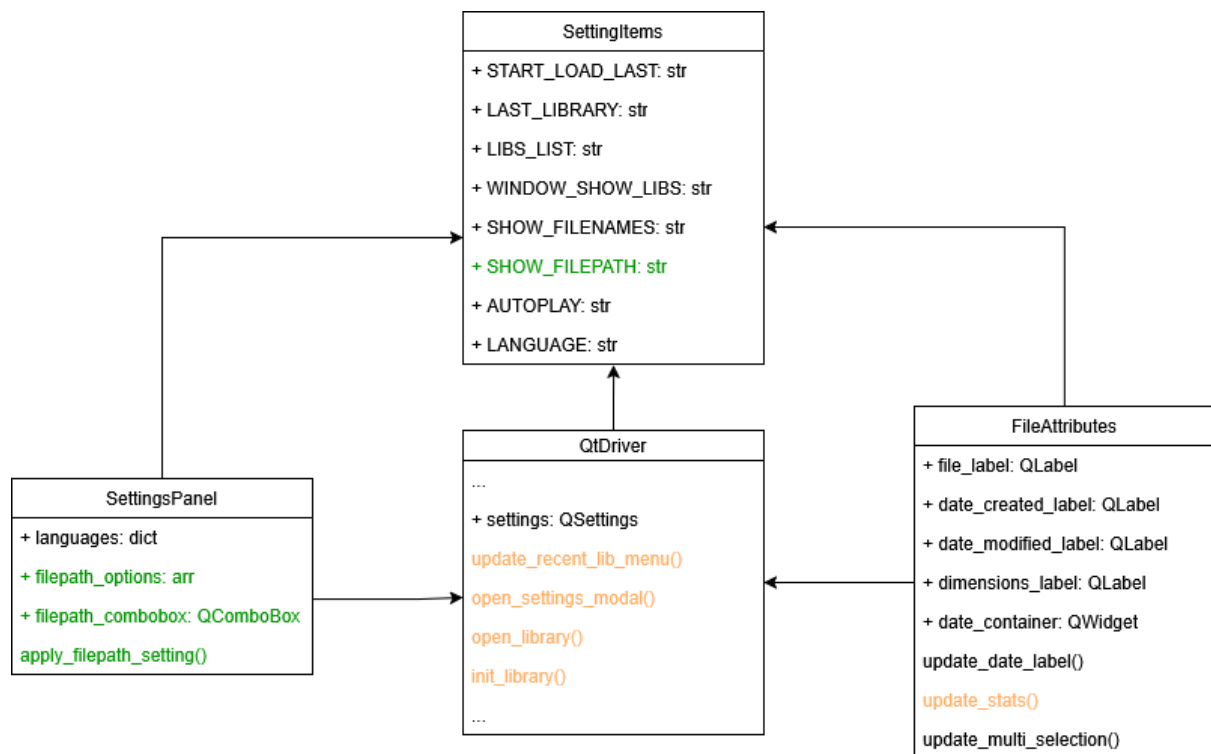 SettingItems
+ START_LOAD_LAST: str
+ LAST_LIBRARY: str
+ LIBS_LIST: str
+ WINDOW_SHOW_LIBS: str
+ SHOW_FILENAMES: str
+ SHOW_FILEPATH: str
+ AUTOPLAY: str
+ LANGUAGE: str
SettingsPanel
+ languages: dict
+ filepath_options: arr
+ filepath_combobox: QComboBox
apply_filepath_setting()
QtDriver
...
+ settings: QSettings
update_recent_lib_menu()
open_settings_modal()
open_library()
init_library()
...
FileAttributes
+ file_label: QLabel
+ date_created_label: QLabel
+ date_modified_label: QLabel
+ dimensions_label: QLabel
+ date_container: QWidget
update_date_label()
update_stats()
update_multi_selection()